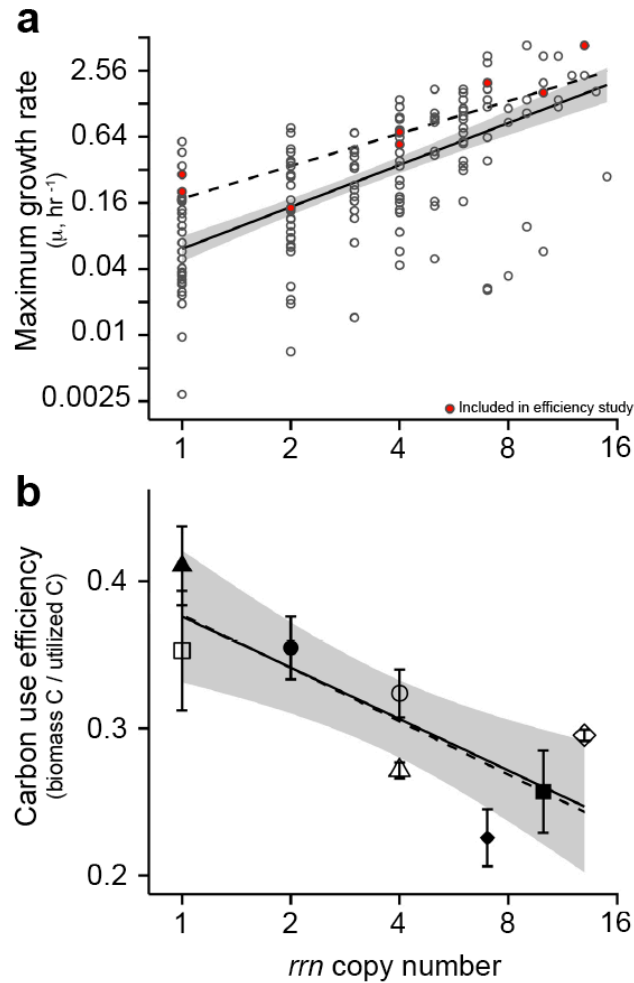 a
Maximum growth rate
(μ, hr⁻¹)
2.56
0.64
0.16
0.04
0.01
0.0025
Included in efficiency study
1 2 4 8 16
b
Carbon use efficiency
(biomass C / utilized C)
0.4
0.3
0.2
1 2 4 8 16
rrn copy number